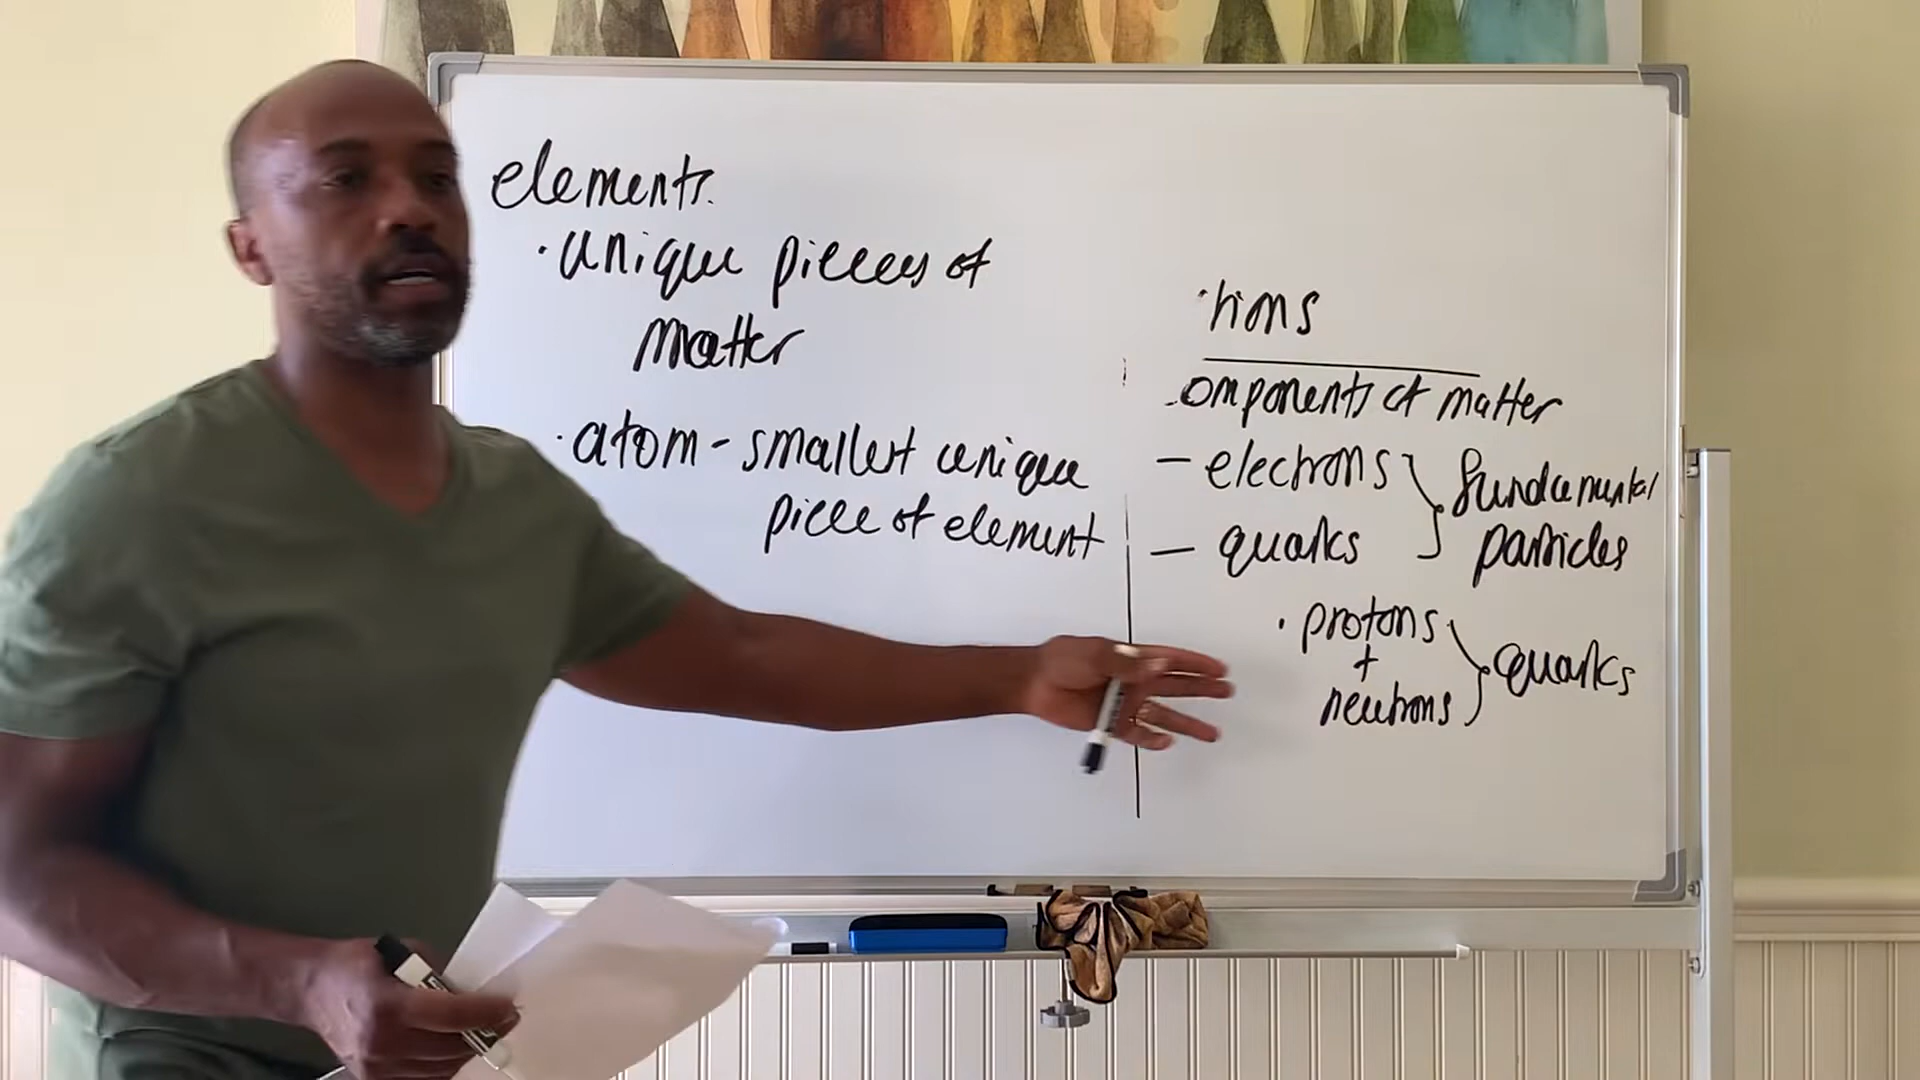 elements.
· unique pieces of
matter
· atom - smallest unique
piece of element
omponents of matter
- electrons
fundamental
particles
- quarks
· protons
+
neutrons
quarks